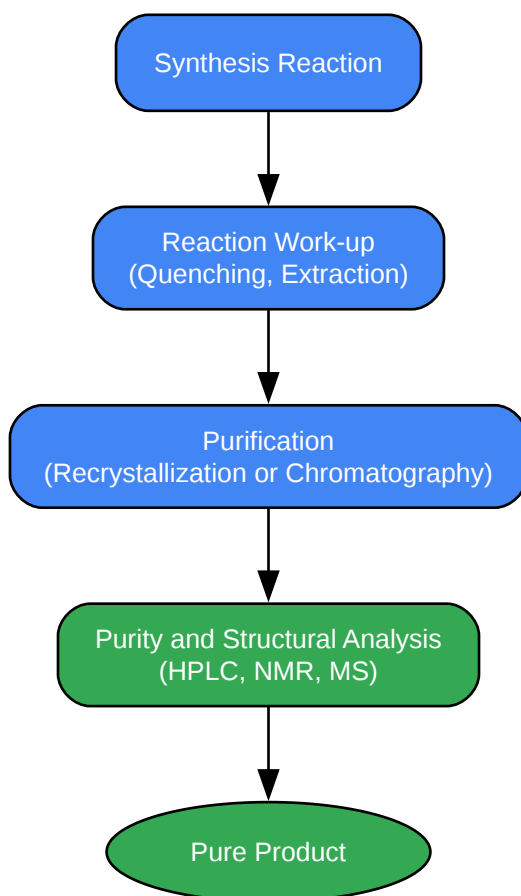 Synthesis Reaction
Reaction Work-up
(Quenching, Extraction)
Purification
(Recrystallization or Chromatography)
Purity and Structural Analysis
(HPLC, NMR, MS)
Pure Product